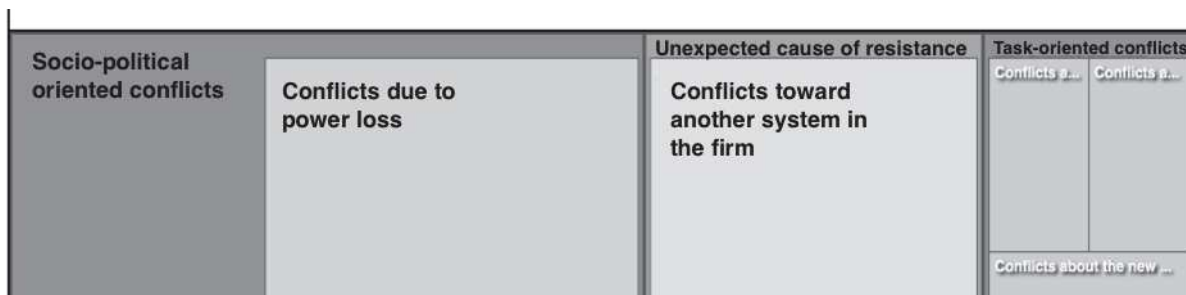 Socio-political
oriented conflicts
Conflicts due to
power loss
Unexpected cause of resistance
Conflicts toward
another system in
the firm
Task-oriented conflicts
Conflicts a...
Conflicts a...
Conflicts about the new ...